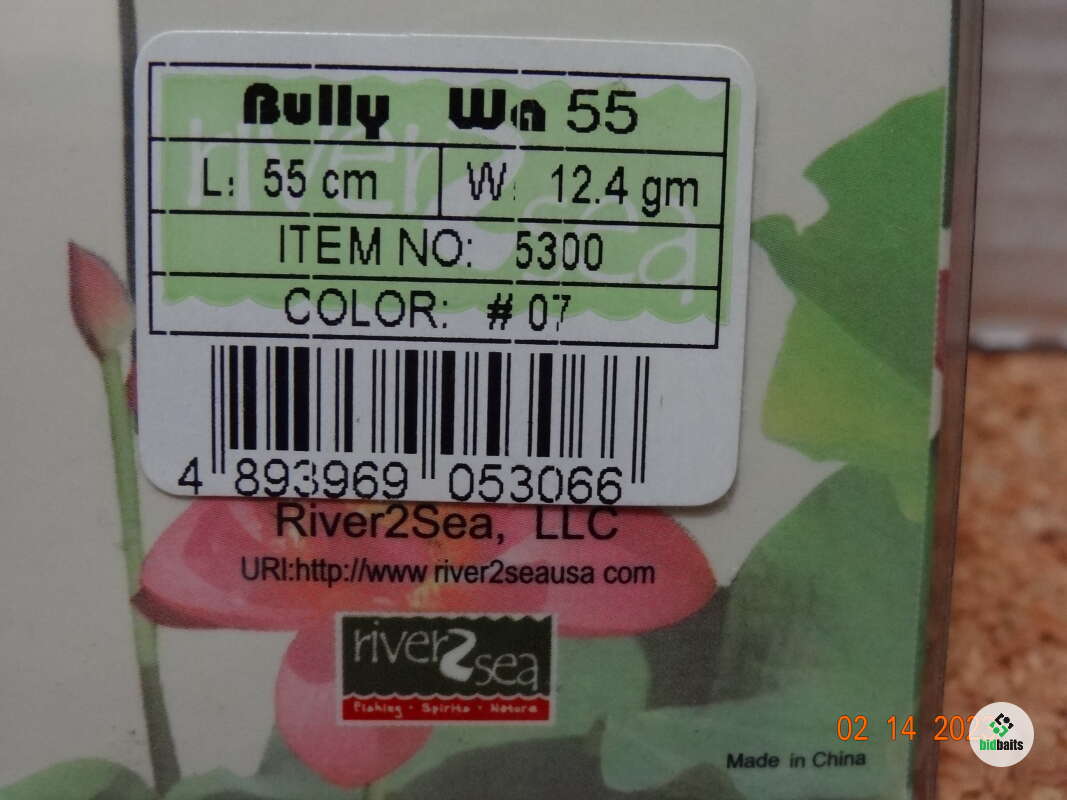 Bully Wa 55
L: 55 cm W: 12.4 gm
ITEM NO: 5300
COLOR: # 07
4 893969 053066
River2Sea, LLC
URl:http://www river2seausa com
river2sea
Fishing · Spirits · Nature
02 14
bidbaits
Made in China